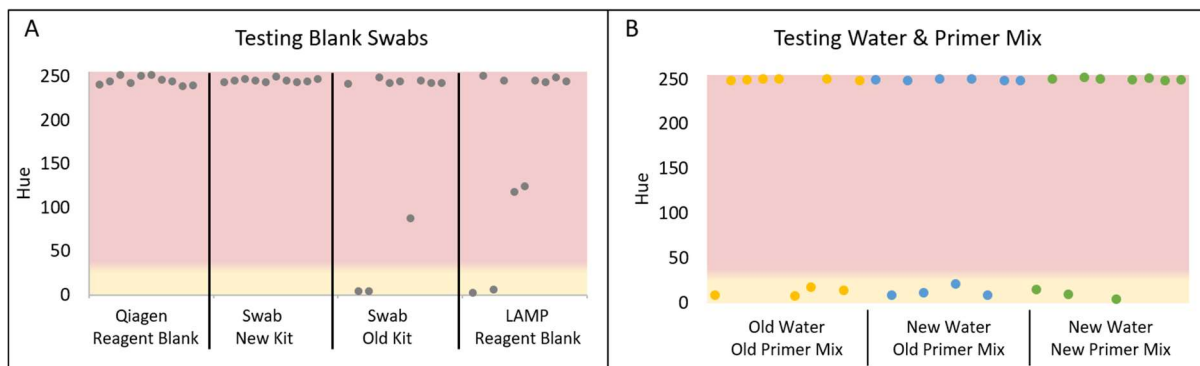 A
Testing Blank Swabs
Hue
250
200
150
100
50
0
Qiagen
Reagent Blank
Swab
New Kit
Swab
Old Kit
LAMP
Reagent Blank
B
Testing Water & Primer Mix
Hue
250
200
150
100
50
0
Old Water
Old Primer Mix
New Water
Old Primer Mix
New Water
New Primer Mix